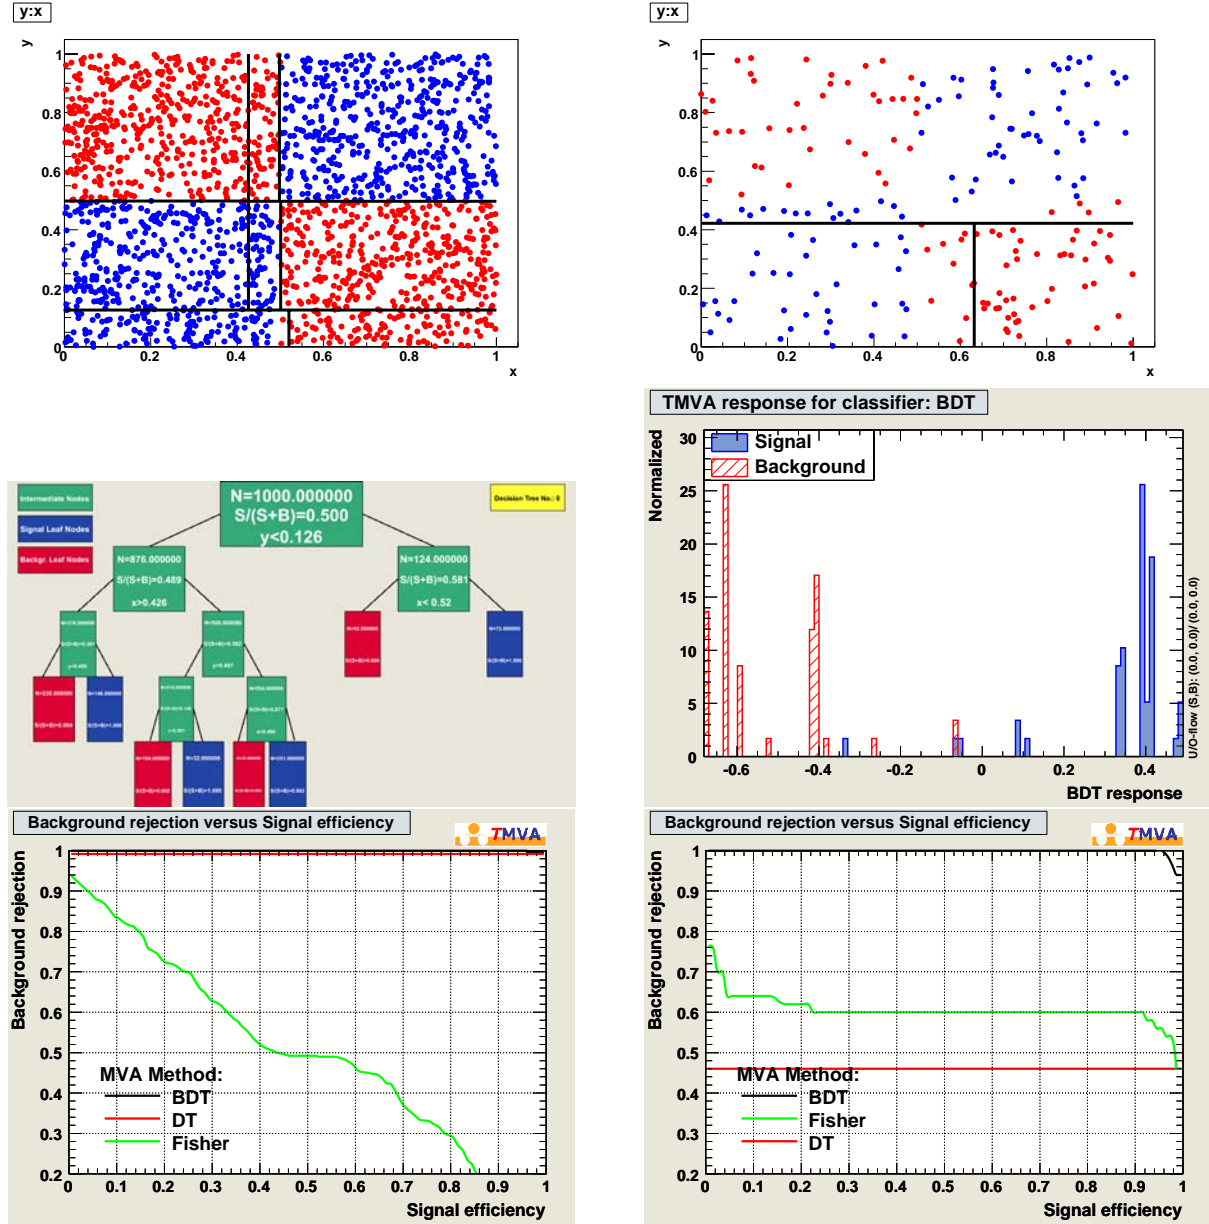 y:x
y
1
0.8
0.6
0.4
0.2
0
0 0.2 0.4 0.6 0.8 1
x
y:x
y
1
0.8
0.6
0.4
0.2
0
0 0.2 0.4 0.6 0.8 1
x
Intermediate Nodes
Signal Leaf Nodes
Backgr. Leaf Nodes
Decision Tree No.: 0
N=1000.000000
S/(S+B)=0.500
y<0.126
N=876.000000
S/(S+B)=0.489
x>0.426
N=124.000000
S/(S+B)=0.581
x< 0.52
TMVA response for classifier: BDT
Normalized
Signal
Background
30
25
20
15
10
5
0
-0.6 -0.4 -0.2 0 0.2 0.4
BDT response
U/O-flow (S,B): (0.0, 0.0)% / (0.0, 0.0)%
Background rejection versus Signal efficiency
TMVA
Background rejection
1
0.9
0.8
0.7
0.6
0.5
0.4
0.3
0.2
MVA Method:
BDT
DT
Fisher
0 0.1 0.2 0.3 0.4 0.5 0.6 0.7 0.8 0.9 1
Signal efficiency
Background rejection versus Signal efficiency
TMVA
Background rejection
1
0.9
0.8
0.7
0.6
0.5
0.4
0.3
0.2
MVA Method:
BDT
Fisher
DT
0 0.1 0.2 0.3 0.4 0.5 0.6 0.7 0.8 0.9 1
Signal efficiency